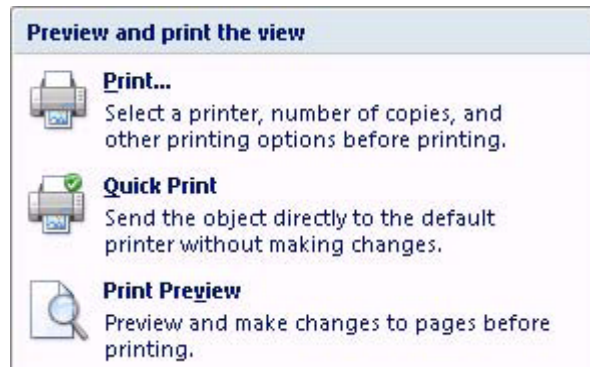 Preview and print the view
Print...
Select a printer, number of copies, and
other printing options before printing.
Quick Print
Send the object directly to the default
printer without making changes.
Print Preview
Preview and make changes to pages before
printing.